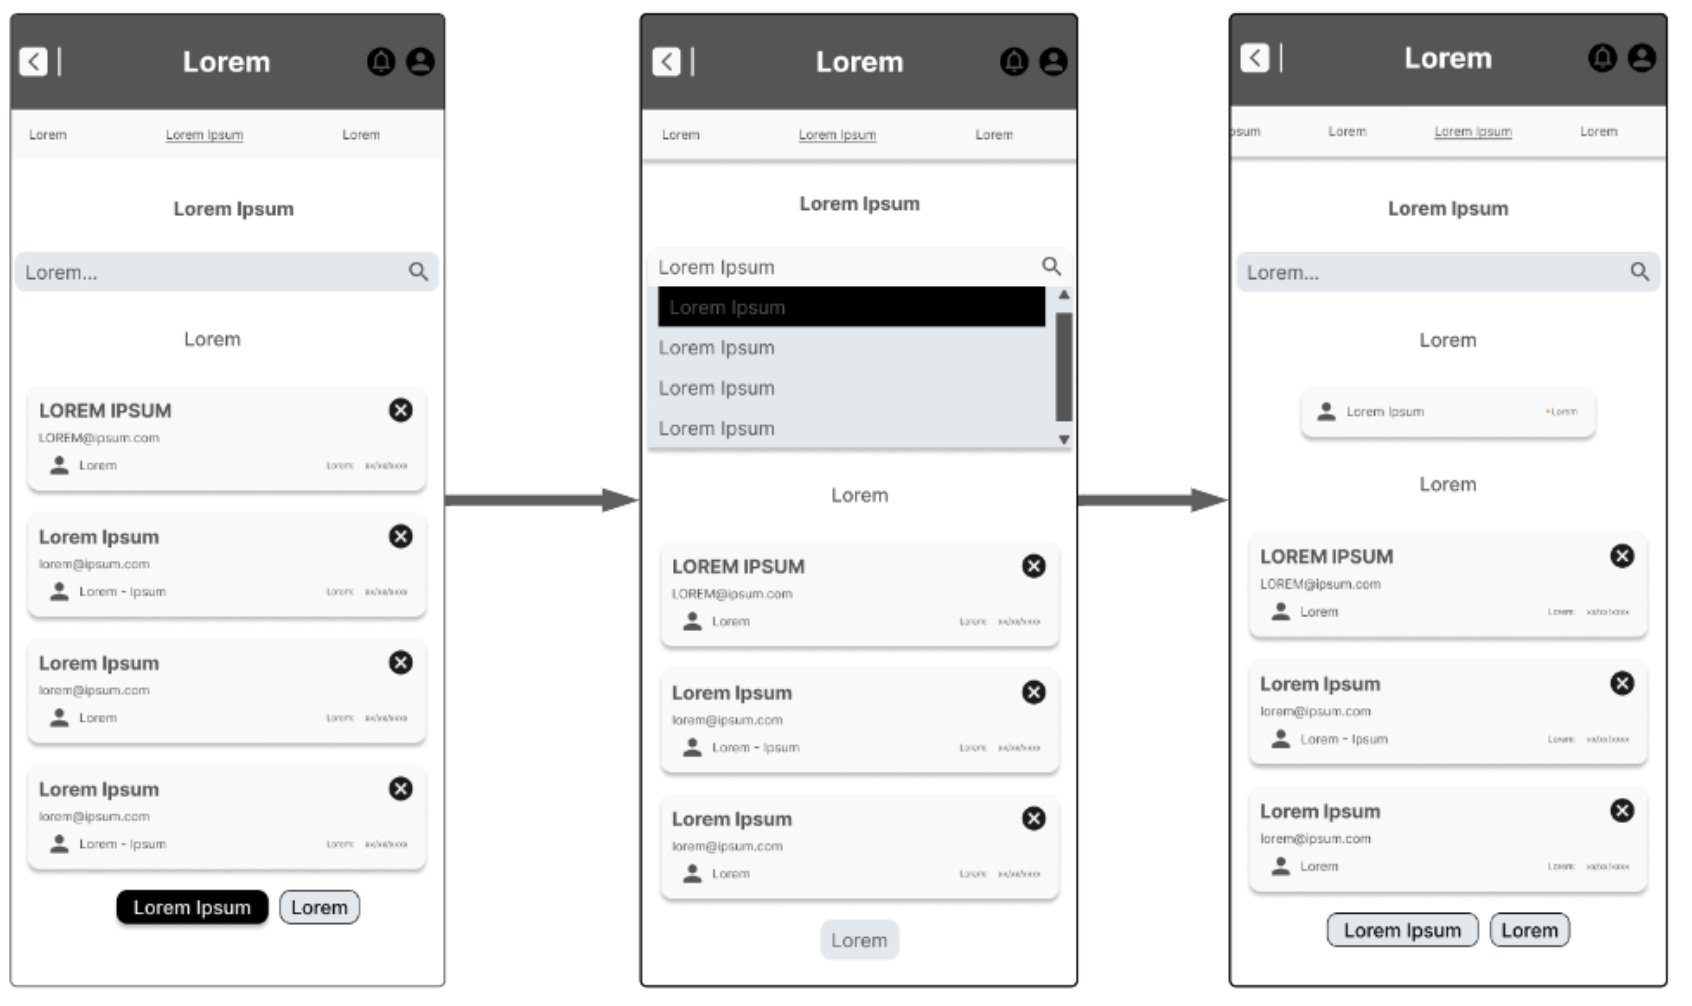 Lorem
Lorem Lorem Ipsum Lorem
Lorem Ipsum
Lorem...
Lorem
LOREM IPSUM
LOREM@ipsum.com
Lorem Lorem: xx/xx/xxxx
Lorem Ipsum
lorem@ipsum.com
Lorem - Ipsum Lorem: xx/xx/xxxx
Lorem Ipsum
lorem@ipsum.com
Lorem Lorem: xx/xx/xxxx
Lorem Ipsum
lorem@ipsum.com
Lorem - Ipsum Lorem: xx/xx/xxxx
Lorem Ipsum Lorem
Lorem
Lorem Lorem Ipsum Lorem
Lorem Ipsum
Lorem Ipsum
Lorem Ipsum
Lorem Ipsum
Lorem Ipsum
Lorem Ipsum
Lorem
LOREM IPSUM
LOREM@ipsum.com
Lorem Lorem: xx/xx/xxxx
Lorem Ipsum
lorem@ipsum.com
Lorem - Ipsum Lorem: xx/xx/xxxx
Lorem Ipsum
lorem@ipsum.com
Lorem Lorem: xx/xx/xxxx
Lorem
Lorem
psum Lorem Lorem Ipsum Lorem
Lorem Ipsum
Lorem...
Lorem
Lorem Ipsum •Lorem
Lorem
LOREM IPSUM
LOREM@ipsum.com
Lorem Lorem: xx/xx/xxxx
Lorem Ipsum
lorem@ipsum.com
Lorem - Ipsum Lorem: xx/xx/xxxx
Lorem Ipsum
lorem@ipsum.com
Lorem Lorem: xx/xx/xxxx
Lorem Ipsum Lorem